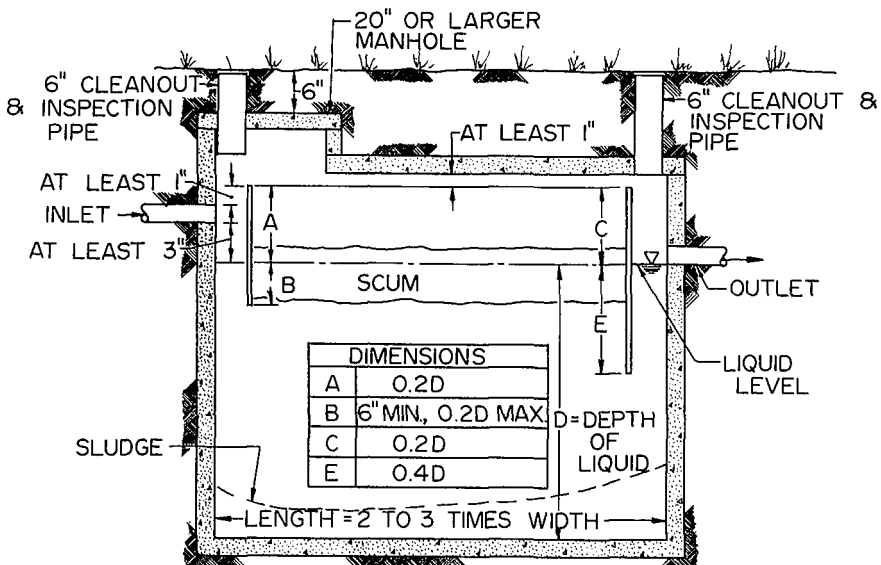 20" OR LARGER
MANHOLE
6" CLEANOUT
& INSPECTION
PIPE
6"
6" CLEANOUT &
INSPECTION
PIPE
AT LEAST 1"
AT LEAST 1"
INLET
AT LEAST 3"
A
C
B
SCUM
OUTLET
E
LIQUID
LEVEL
DIMENSIONS
A 0.2D
B 6" MIN., 0.2D MAX.
C 0.2D
E 0.4D
D=DEPTH
OF
LIQUID
SLUDGE
LENGTH = 2 TO 3 TIMES WIDTH